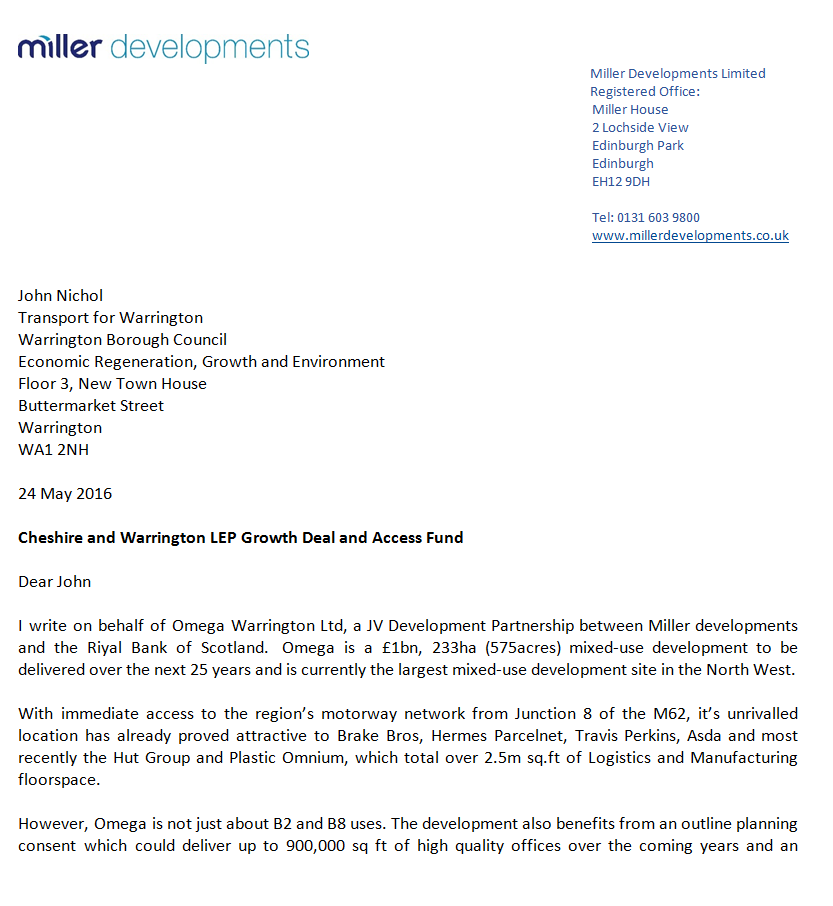 miller developments
Miller Developments Limited
Registered Office:
Miller House
2 Lochside View
Edinburgh Park
Edinburgh
EH12 9DH
Tel: 0131 603 9800
www.millerdevelopments.co.uk
John Nichol
Transport for Warrington
Warrington Borough Council
Economic Regeneration, Growth and Environment
Floor 3, New Town House
Buttermarket Street
Warrington
WA1 2NH
24 May 2016
Cheshire and Warrington LEP Growth Deal and Access Fund
Dear John
I write on behalf of Omega Warrington Ltd, a JV Development Partnership between Miller developments
and the Riyal Bank of Scotland.  Omega is a £1bn, 233ha (575acres) mixed-use development to be
delivered over the next 25 years and is currently the largest mixed-use development site in the North West.
With immediate access to the region’s motorway network from Junction 8 of the M62, it’s unrivalled
location has already proved attractive to Brake Bros, Hermes Parcelnet, Travis Perkins, Asda and most
recently the Hut Group and Plastic Omnium, which total over 2.5m sq.ft of Logistics and Manufacturing
floorspace.
However, Omega is not just about B2 and B8 uses. The development also benefits from an outline planning
consent which could deliver up to 900,000 sq ft of high quality offices over the coming years and an